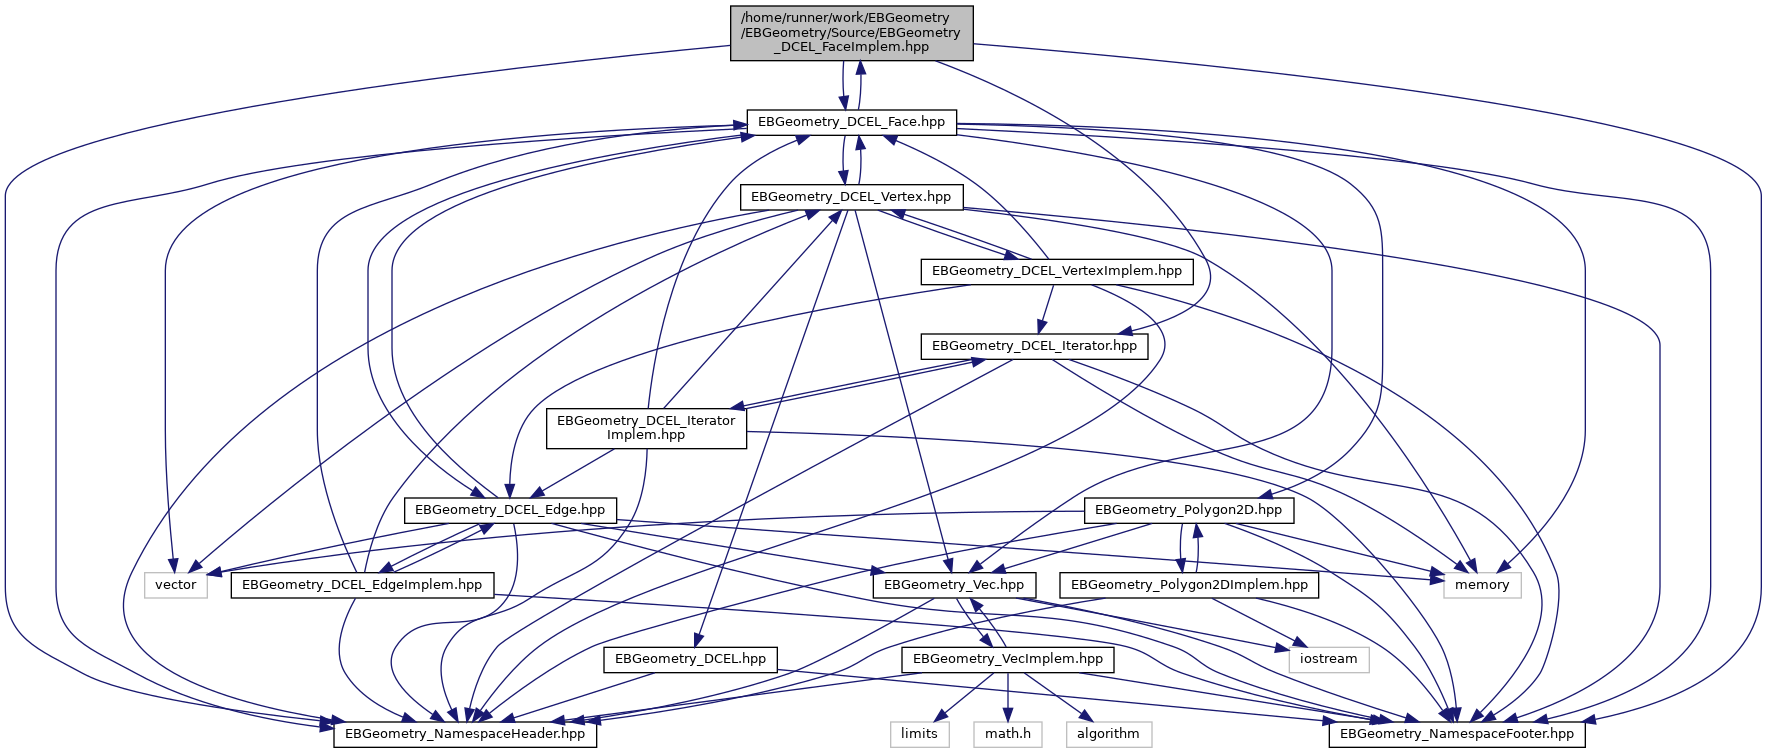 /home/runner/work/EBGeometry
/EBGeometry/Source/EBGeometry
_DCEL_FaceImplem.hpp
EBGeometry_DCEL_Face.hpp
EBGeometry_DCEL_Vertex.hpp
EBGeometry_DCEL_VertexImplem.hpp
EBGeometry_DCEL_Iterator.hpp
EBGeometry_DCEL_Iterator
Implem.hpp
EBGeometry_DCEL_Edge.hpp
EBGeometry_Polygon2D.hpp
vector
EBGeometry_DCEL_EdgeImplem.hpp
EBGeometry_Vec.hpp
EBGeometry_Polygon2DImplem.hpp
memory
EBGeometry_DCEL.hpp
EBGeometry_VecImplem.hpp
iostream
EBGeometry_NamespaceHeader.hpp
limits
math.h
algorithm
EBGeometry_NamespaceFooter.hpp